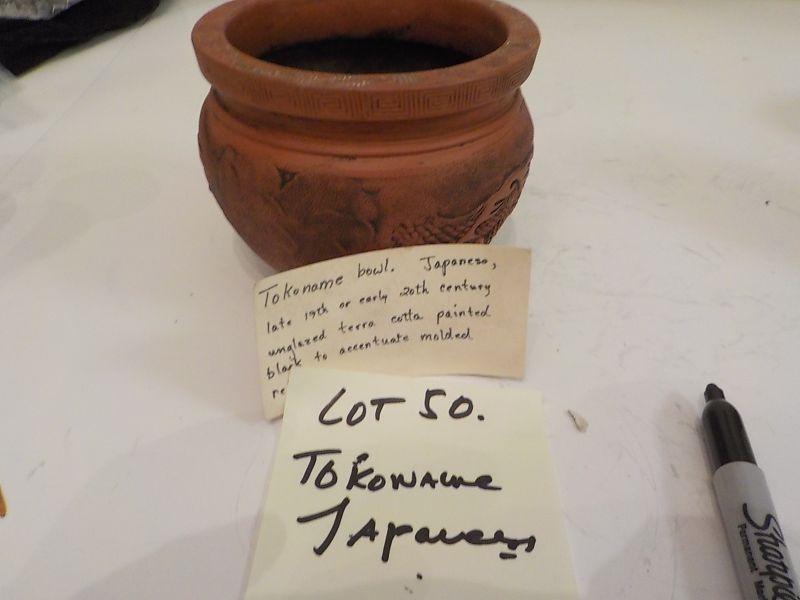 Tokoname bowl. Japanese,
late 19th or early 20th century
unglazed terra cotta painted
black to accentuate molded
LOT 50.
TOKONAME
JAPANESE
Sharpie
Permanent